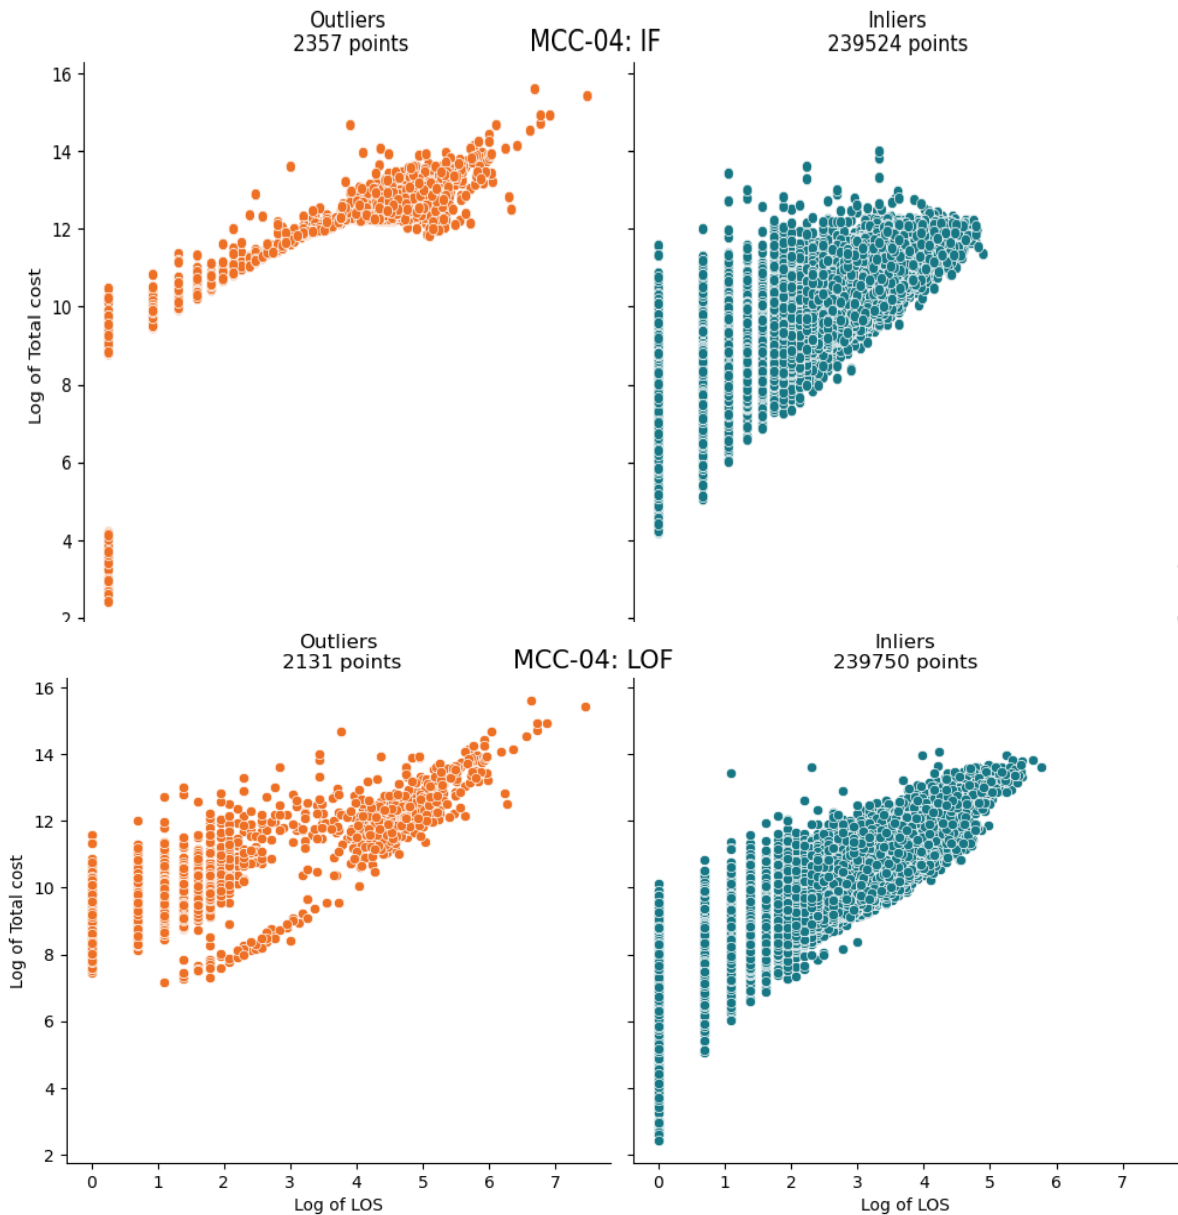 Outliers
2357 points
MCC-04: IF
Inliers
239524 points
16
14
12
10
8
6
4
2
Log of Total cost
Outliers
2131 points
MCC-04: LOF
Inliers
239750 points
16
14
12
10
8
6
4
2
Log of Total cost
0 1 2 3 4 5 6 7
Log of LOS
0 1 2 3 4 5 6 7
Log of LOS